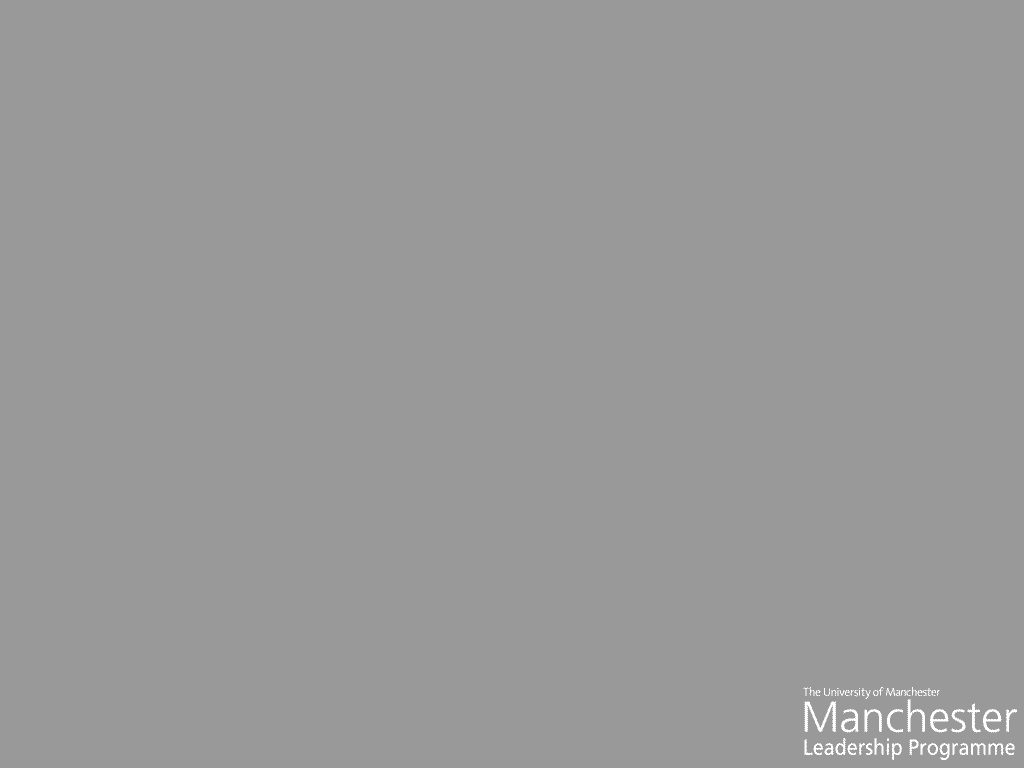 The University of Manchester
Manchester
Leadership Programme